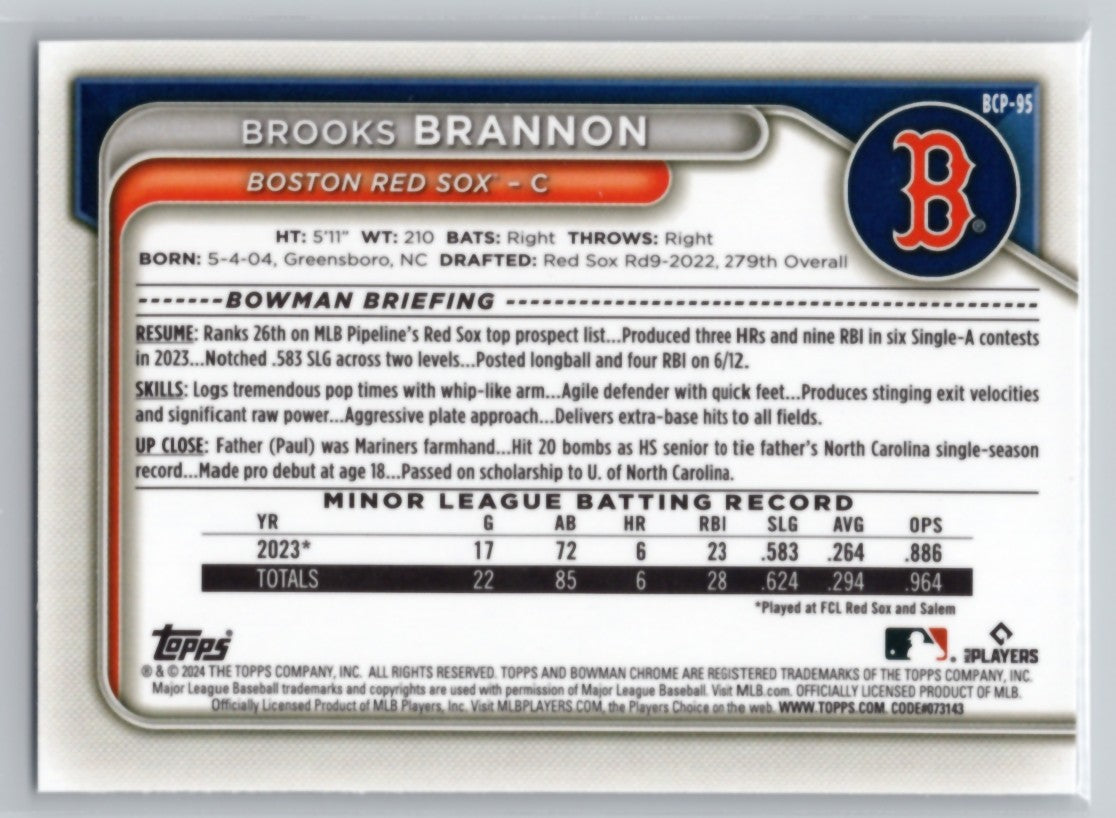 BCP-95
BROOKS BRANNON
B
BOSTON RED SOX™ – C
HT: 5'11" WT: 210 BATS: Right THROWS: Right
BORN: 5-4-04, Greensboro, NC DRAFTED: Red Sox Rd9-2022, 279th Overall
BOWMAN BRIEFING
RESUME: Ranks 26th on MLB Pipeline's Red Sox top prospect list...Produced three HRs and nine RBI in six Single-A contests
in 2023...Notched .583 SLG across two levels...Posted longball and four RBI on 6/12.
SKILLS: Logs tremendous pop times with whip-like arm...Agile defender with quick feet...Produces stinging exit velocities
and significant raw power...Aggressive plate approach...Delivers extra-base hits to all fields.
UP CLOSE: Father (Paul) was Mariners farmhand...Hit 20 bombs as HS senior to tie father's North Carolina single-season
record...Made pro debut at age 18...Passed on scholarship to U. of North Carolina.
MINOR LEAGUE BATTING RECORD
YR G AB HR RBI SLG AVG OPS
2023* 17 72 6 23 .583 .264 .886
TOTALS 22 85 6 28 .624 .294 .964
*Played at FCL Red Sox and Salem
topps®
MLB PLAYERS
® & © 2024 THE TOPPS COMPANY, INC. ALL RIGHTS RESERVED. TOPPS AND BOWMAN CHROME ARE REGISTERED TRADEMARKS OF THE TOPPS COMPANY, INC.
Major League Baseball trademarks and copyrights are used with permission of Major League Baseball. Visit MLB.com. OFFICIALLY LICENSED PRODUCT OF MLB.
Officially Licensed Product of MLB Players, Inc. Visit MLBPLAYERS.COM, the Players Choice on the web. WWW.TOPPS.COM. CODE#073143